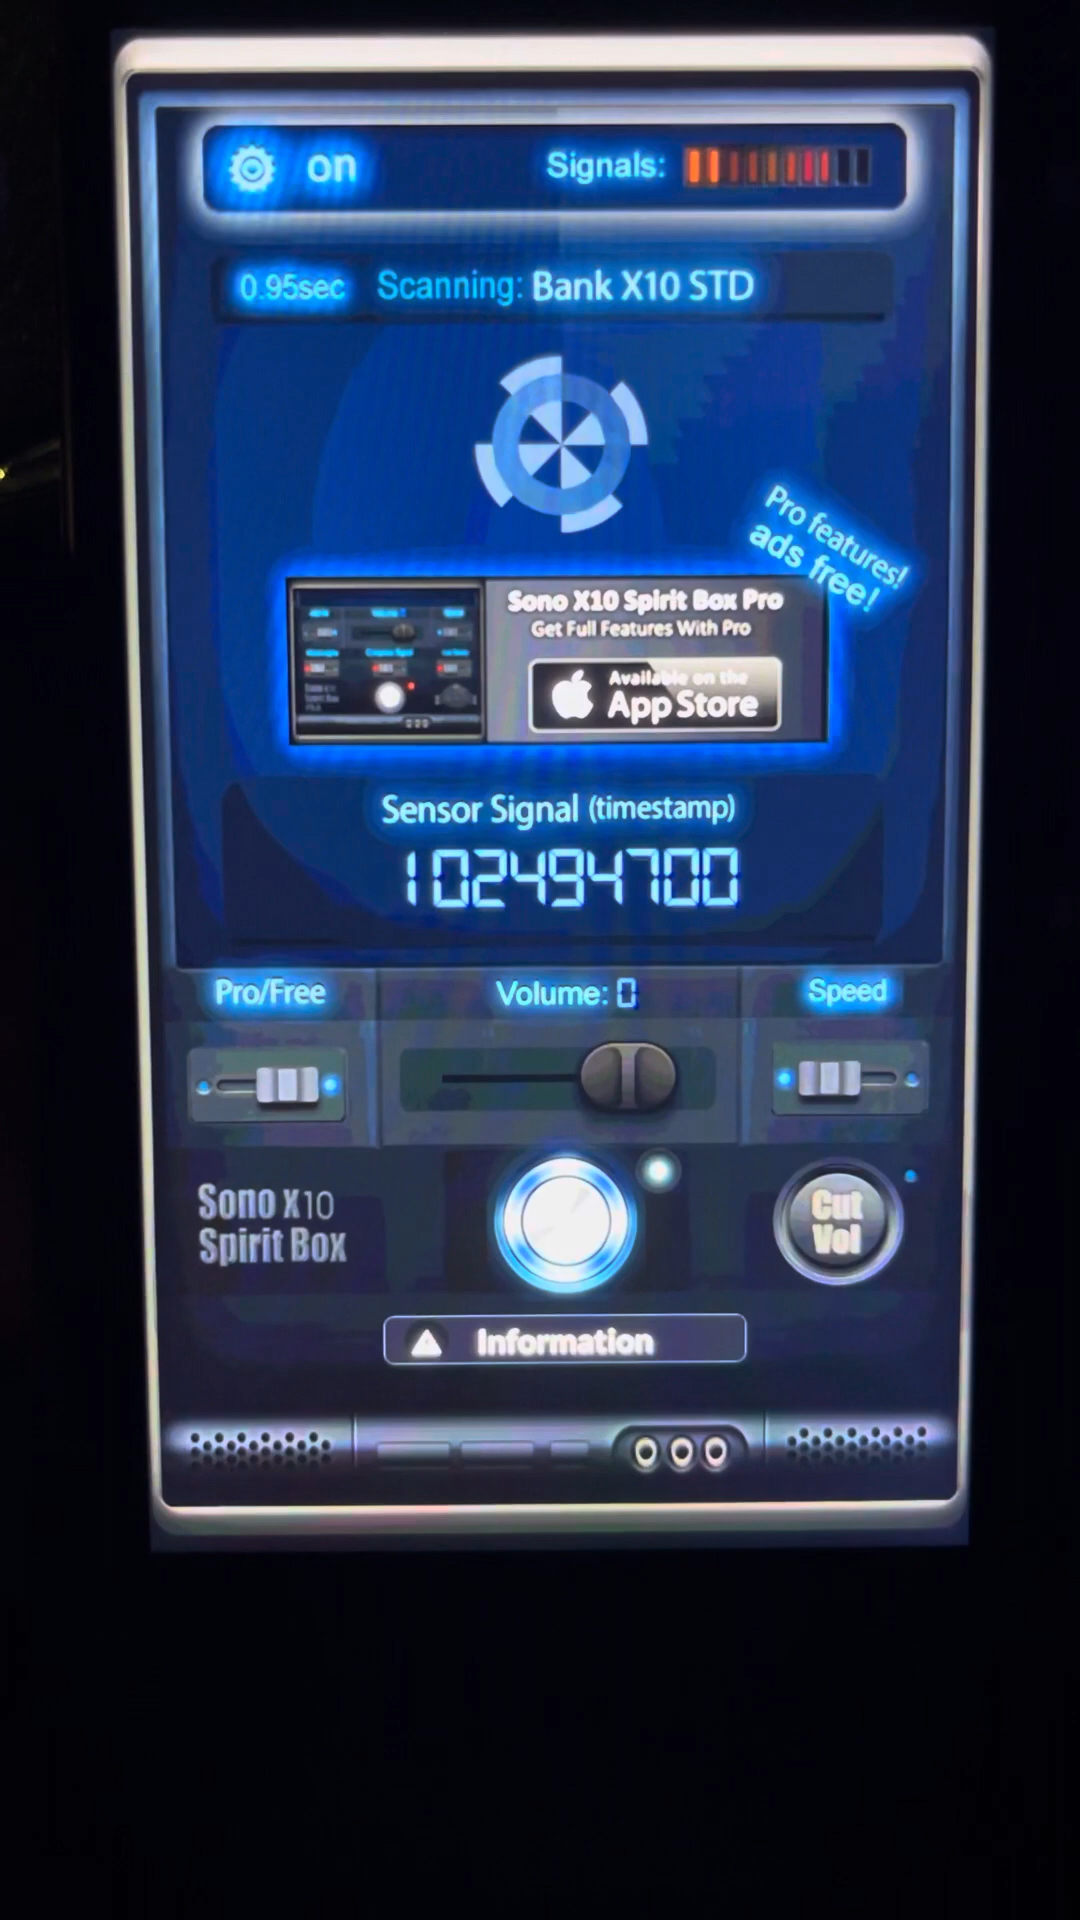 on
Signals:
0.95sec Scanning: Bank X10 STD
Pro features!
ads free!
Sono X10 Spirit Box Pro
Get Full Features With Pro
Available on the
App Store
Sensor Signal (timestamp)
102494700
Pro/Free
Volume: 0
Speed
Sono X10
Spirit Box
Cut
Vol
Information